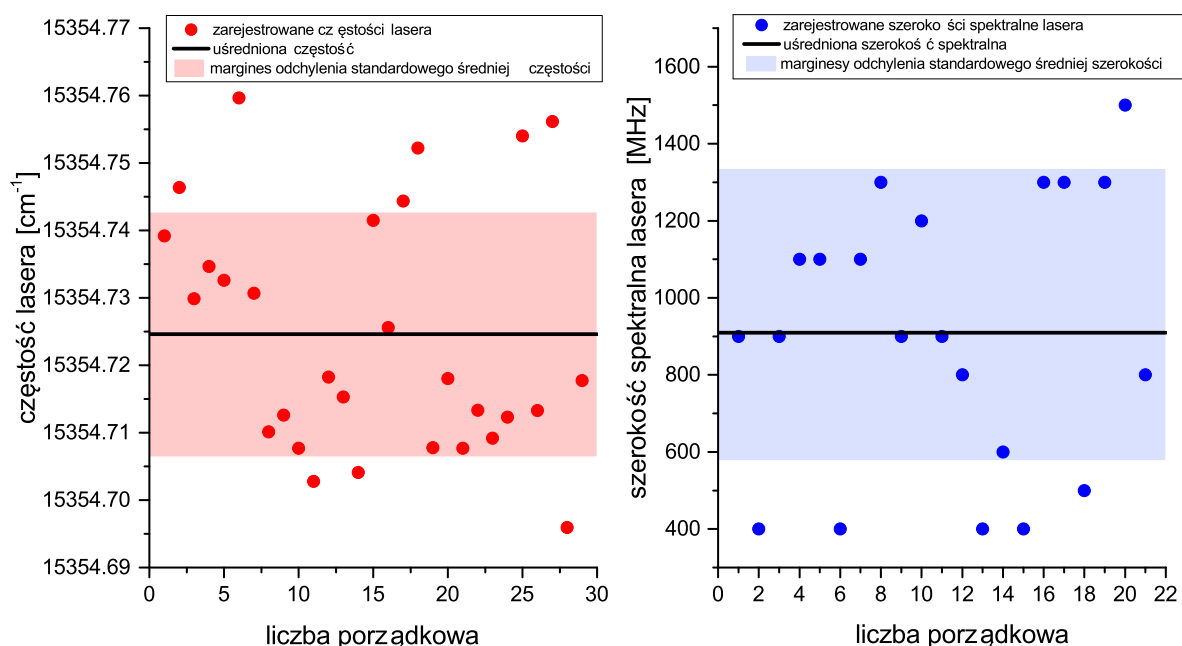 zarejestrowane cz ęstości lasera
uśredniona częstość
margines odchylenia standardowego średniej częstości
15354.77
15354.76
15354.75
15354.74
15354.73
15354.72
15354.71
15354.70
15354.69
częstość lasera [cm-1]
0 5 10 15 20 25 30
liczba porządkowa
zarejestrowane szeroko ści spektralne lasera
uśredniona szerokoś ć spektralna
marginesy odchylenia standardowego średniej szerokości
1600
1400
1200
1000
800
600
400
szerokość spektralna lasera [MHz]
0 2 4 6 8 10 12 14 16 18 20 22
liczba porządkowa